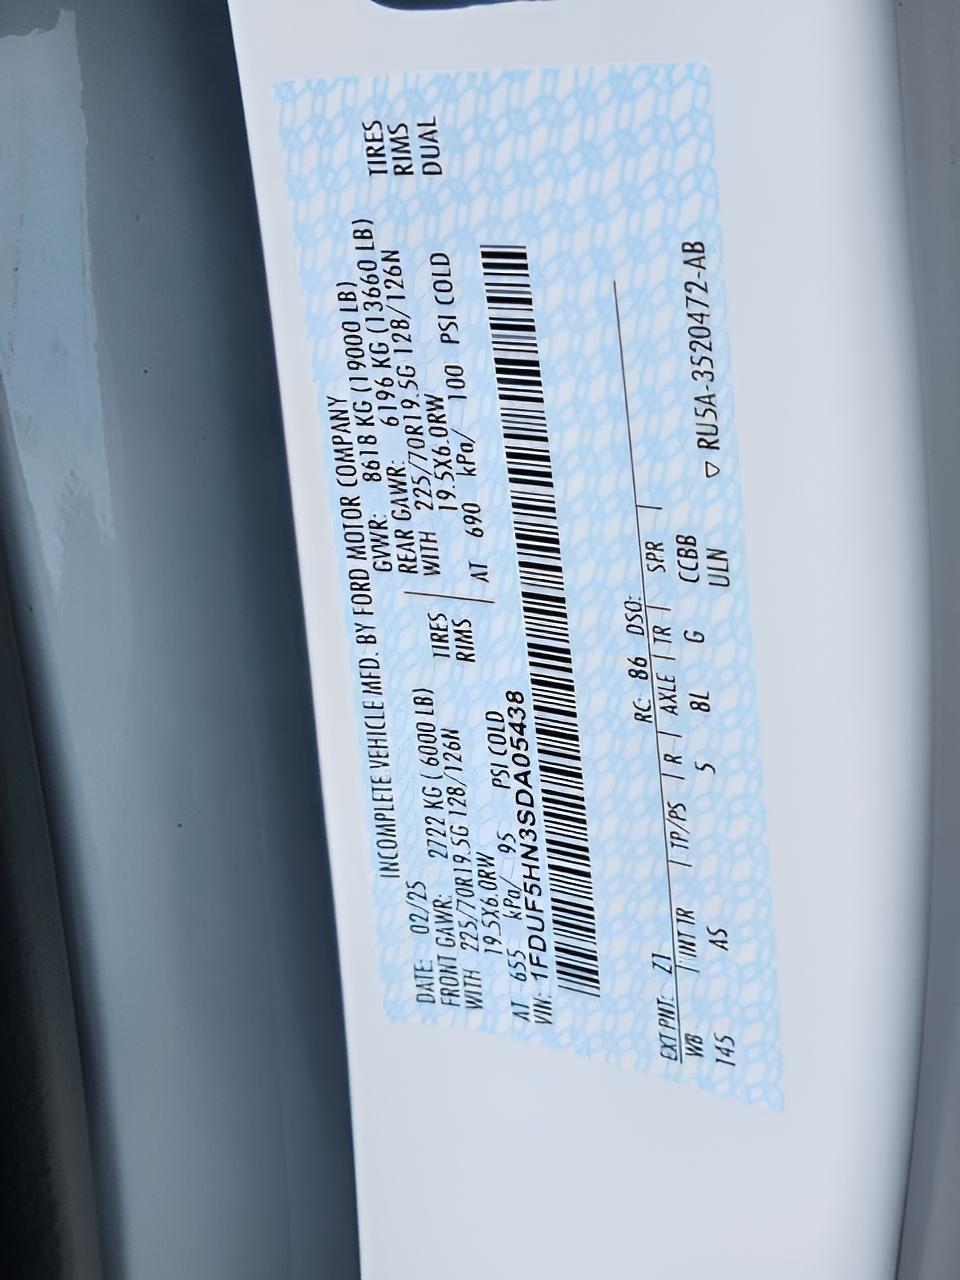 INCOMPLETE VEHICLE MFD. BY FORD MOTOR COMPANY
DATE: 02/25 GVWR: 8618 KG (19000 LB)
FRONT GAWR: 2722 KG ( 6000 LB) REAR GAWR: 6196 KG (13660 LB)
WITH 225/70R19.5G 128/126N TIRES WITH 225/70R19.5G 128/126N TIRES
19.5X6.0RW RIMS 19.5X6.0RW RIMS
AT 655 kPa/ 95 PSI COLD AT 690 kPa/ 100 PSI COLD DUAL
VIN: 1FDUF5HN3SDA05438
EXT PNT: Z1 RC: 86 DSO:
WB INT TR TP/PS R AXLE TR SPR
145 AS 5 8L G CCBB
ULN ▽ RU5A-3520472-AB